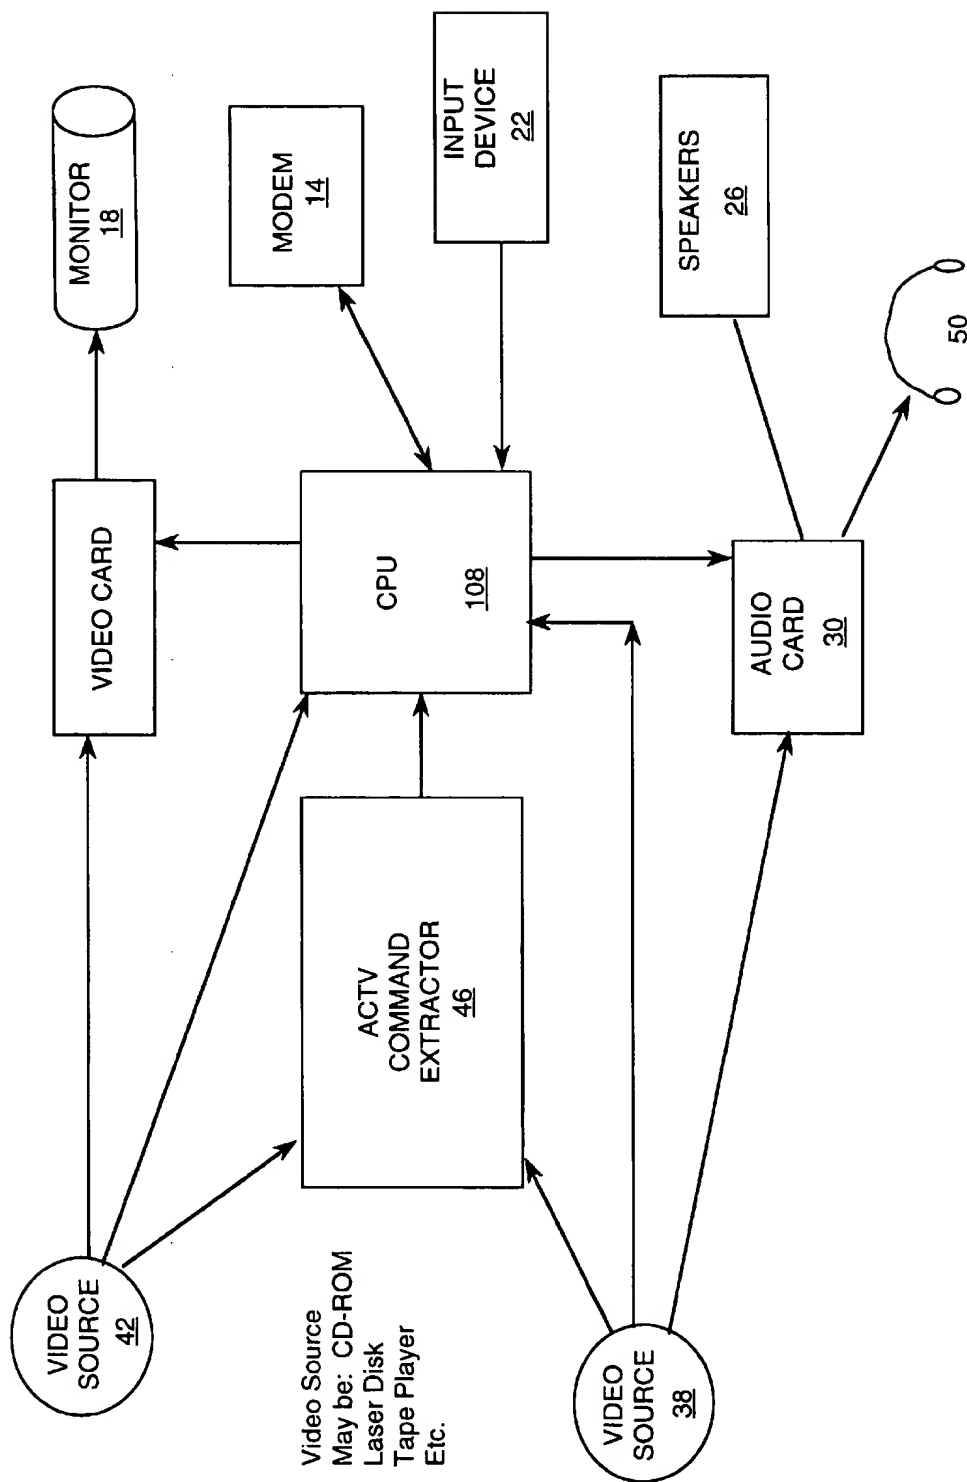 VIDEO
SOURCE
42
VIDEO CARD
MONITOR
18
MODEM
14
INPUT
DEVICE
22
Video Source
May be: CD-ROM
Laser Disk
Tape Player
Etc.
ACTV
COMMAND
EXTRACTOR
46
CPU
108
VIDEO
SOURCE
38
AUDIO
CARD
30
SPEAKERS
26
50